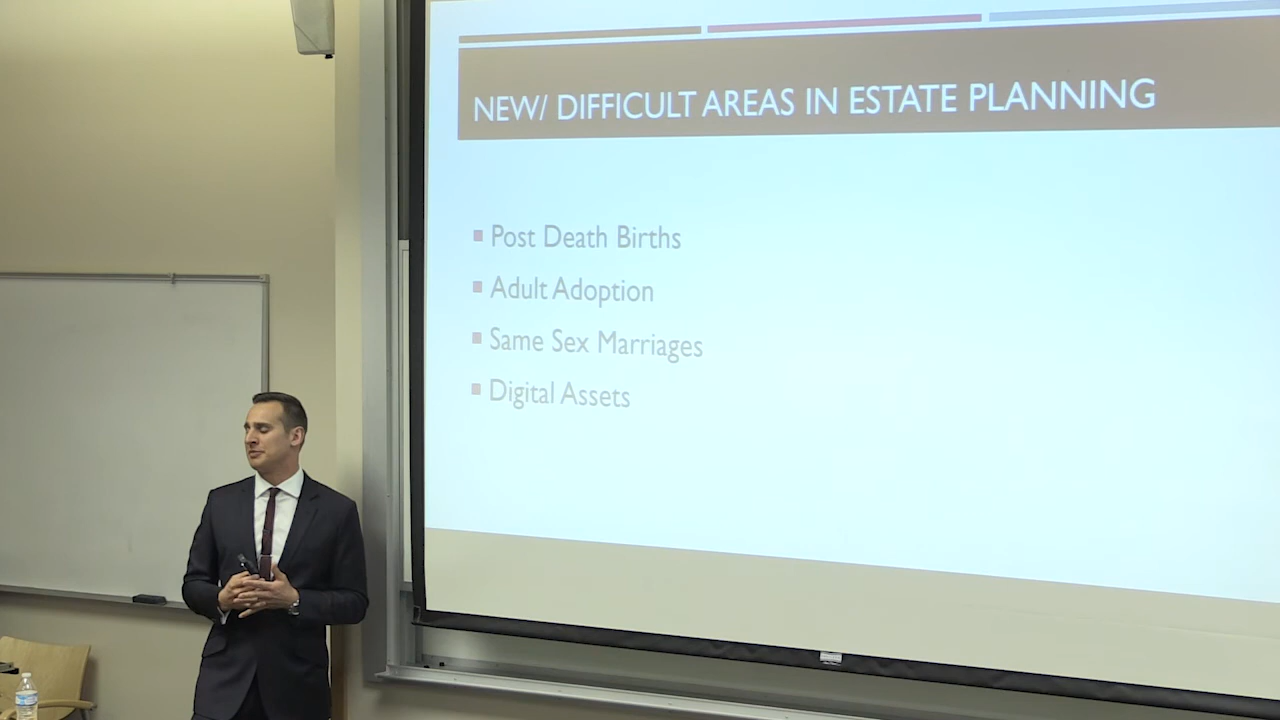 NEW/ DIFFICULT AREAS IN ESTATE PLANNING
Post Death Births
Adult Adoption
Same Sex Marriages
Digital Assets